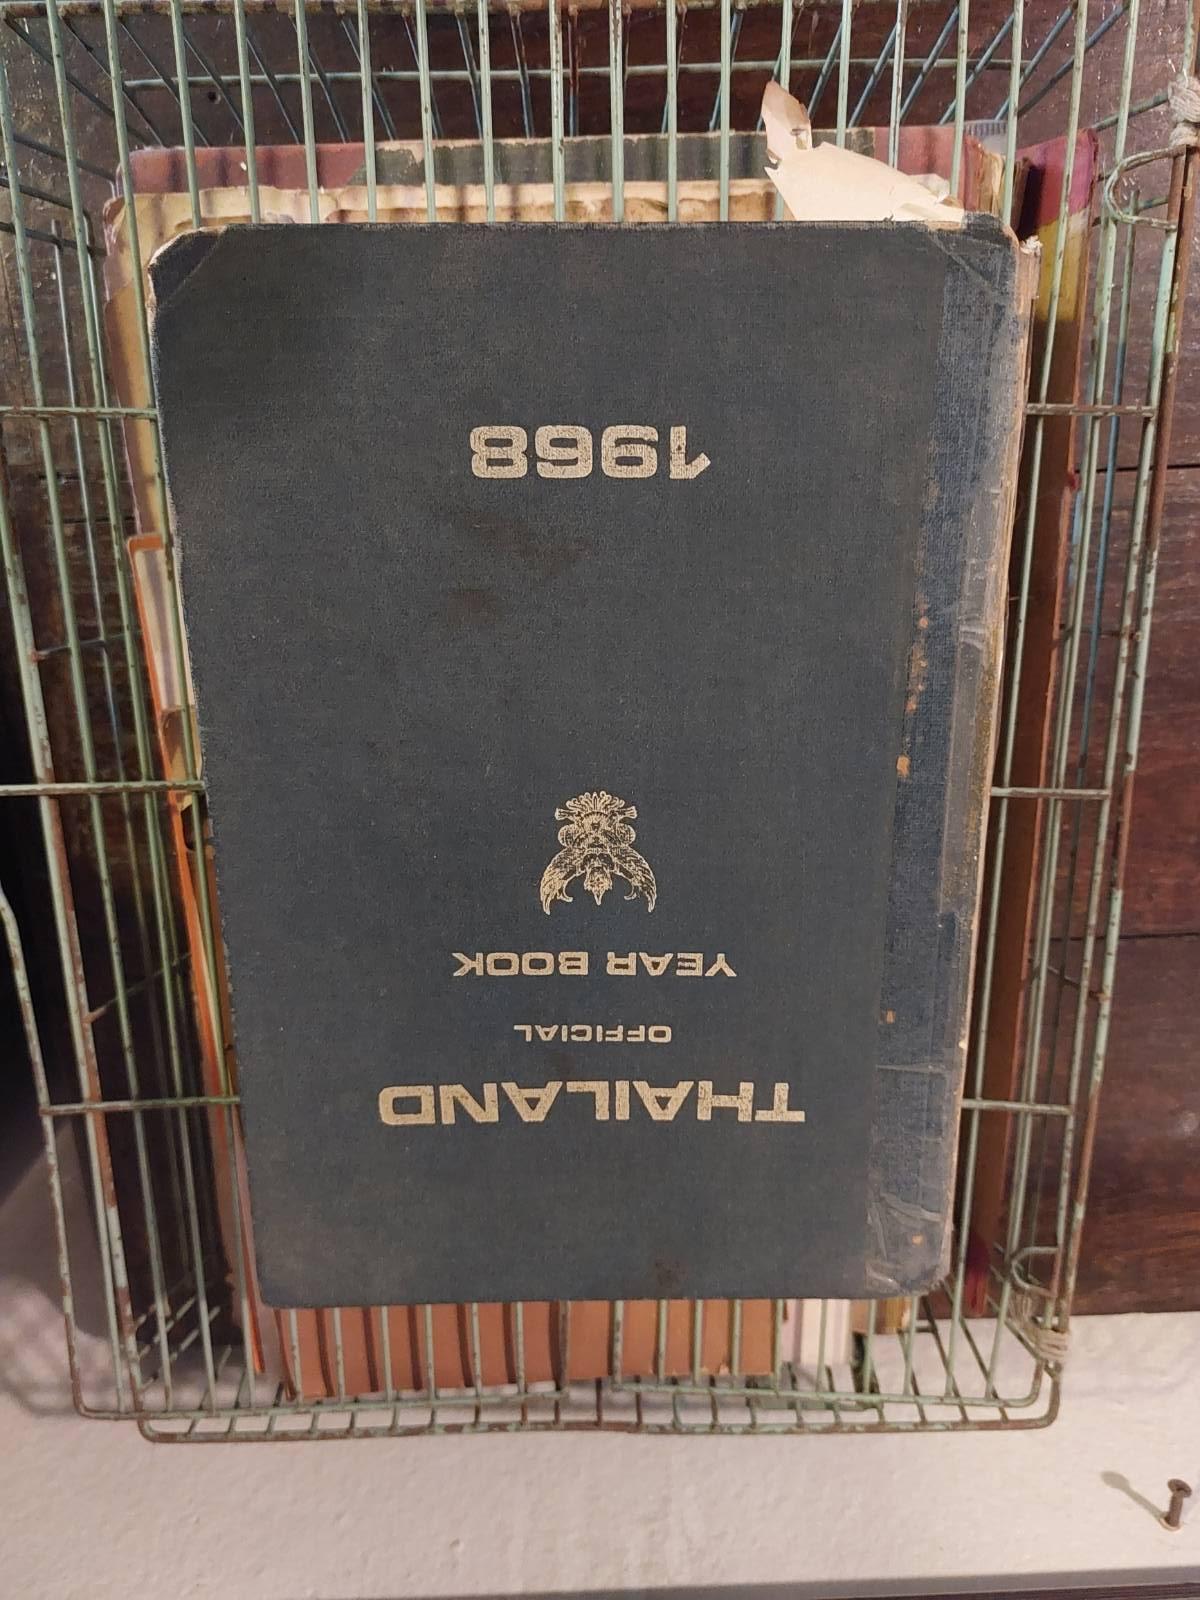 THAILAND
OFFICIAL
YEAR BOOK
1968